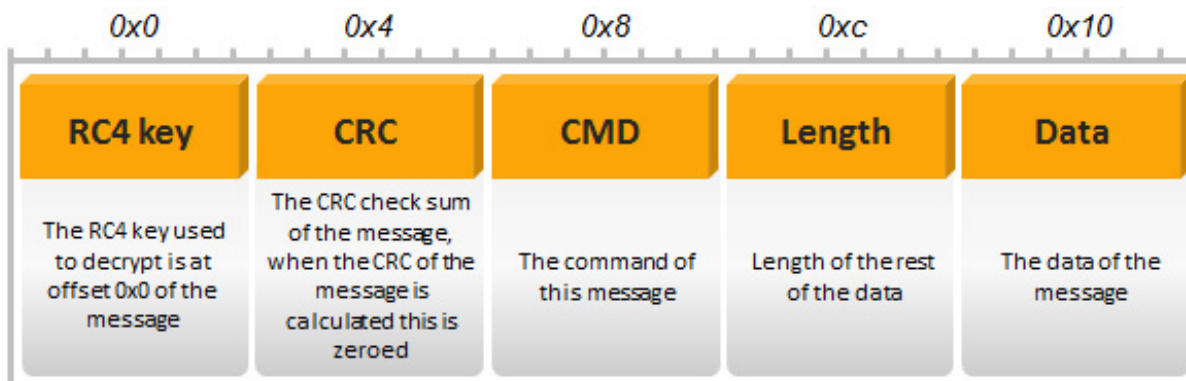 0x0 0x4 0x8 0xc 0x10
RC4 key CRC CMD Length Data
The RC4 key used
to decrypt is at
offset 0x0 of the
message
The CRC check sum
of the message,
when the CRC of the
message is
calculated this is
zeroed
The command of
this message
Length of the rest
of the data
The data of the
message